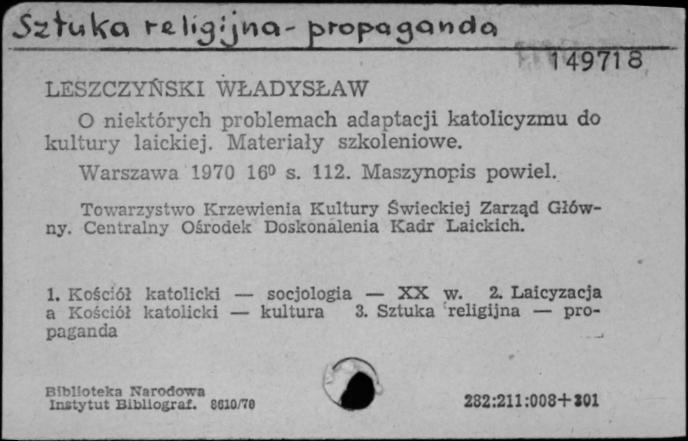 Sztuka religijna - propaganda
149718
LESZCZYŃSKI WŁADYSŁAW
O niektórych problemach adaptacji katolicyzmu do
kultury laickiej. Materiały szkoleniowe.
Warszawa 1970 16⁰ s. 112. Maszynopis powiel.
Towarzystwo Krzewienia Kultury Świeckiej Zarząd Głów-
ny. Centralny Ośrodek Doskonalenia Kadr Laickich.
1. Kościół katolicki — socjologia — XX w. 2. Laicyzacja
a Kościół katolicki — kultura 3. Sztuka religijna — pro-
paganda
Biblioteka Narodowa
Instytut Bibliograf. 8610/70
282:211:008+301